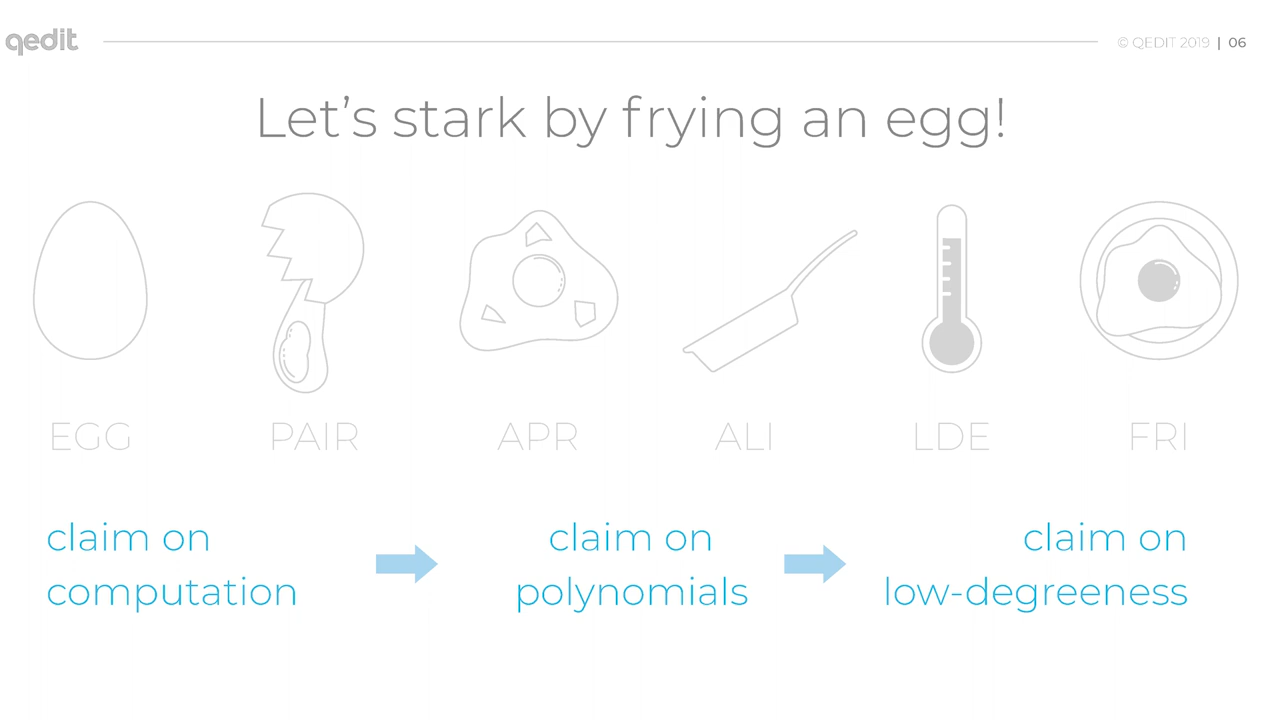 qedit
© QEDIT 2019 | 06
Let's stark by frying an egg!
EGG PAIR APR ALI LDE FRI
claim on claim on claim on
computation polynomials low-degreeness